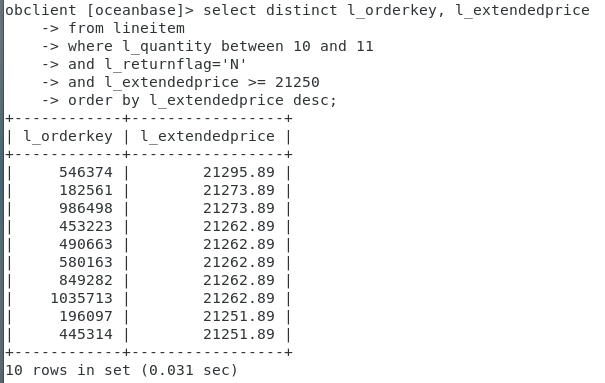 obclient [oceanbase]> select distinct l_orderkey, l_extendedprice
    -> from lineitem
    -> where l_quantity between 10 and 11
    -> and l_returnflag='N'
    -> and l_extendedprice >= 21250
    -> order by l_extendedprice desc;
+------------+-----------------+
| l_orderkey | l_extendedprice |
+------------+-----------------+
|     546374 |        21295.89 |
|     182561 |        21273.89 |
|     986498 |        21273.89 |
|     453223 |        21262.89 |
|     490663 |        21262.89 |
|     580163 |        21262.89 |
|     849282 |        21262.89 |
|    1035713 |        21262.89 |
|     196097 |        21251.89 |
|     445314 |        21251.89 |
+------------+-----------------+
10 rows in set (0.031 sec)